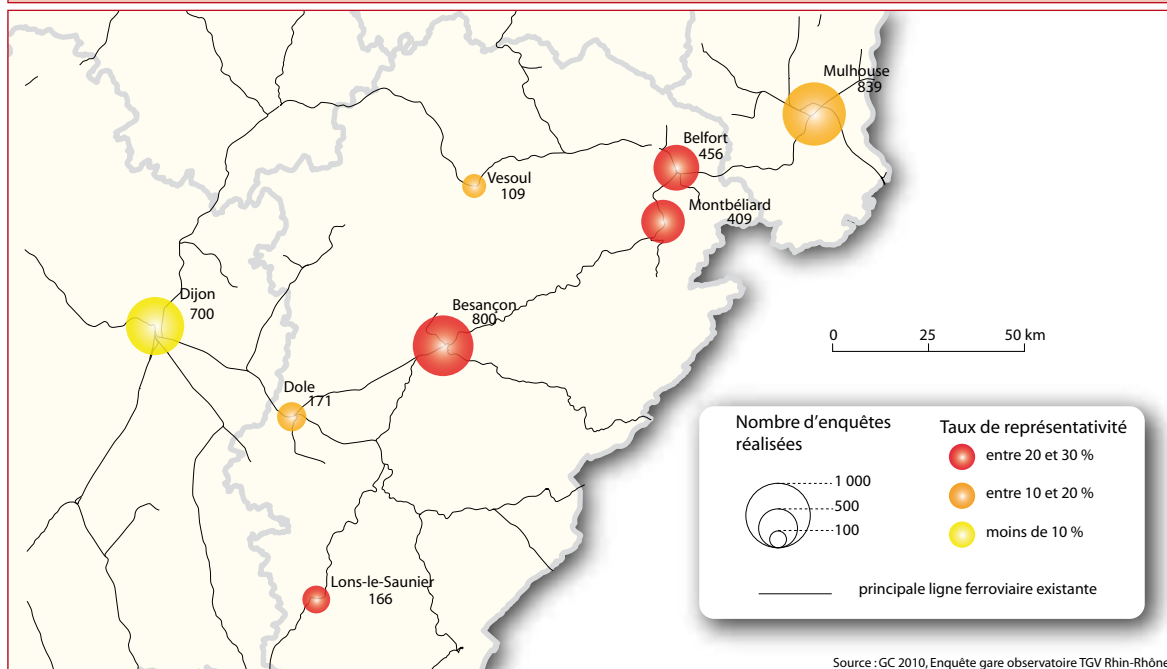 Mulhouse
839
Belfort
456
Vesoul
109
Montbéliard
409
Dijon
700
Besançon
800
0 25 50 km
Dole
171
Lons-le-Saunier
166
Nombre d’enquêtes
réalisées
1 000
500
100
Taux de représentativité
entre 20 et 30 %
entre 10 et 20 %
moins de 10 %
principale ligne ferroviaire existante
Source : GC 2010, Enquête gare observatoire TGV Rhin-Rhône